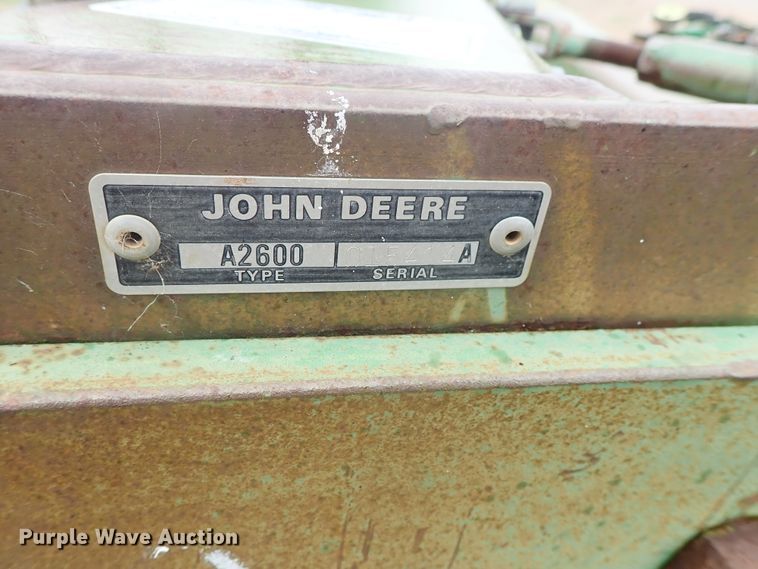 JOHN DEERE
A2600
TYPE SERIAL
Purple Wave Auction